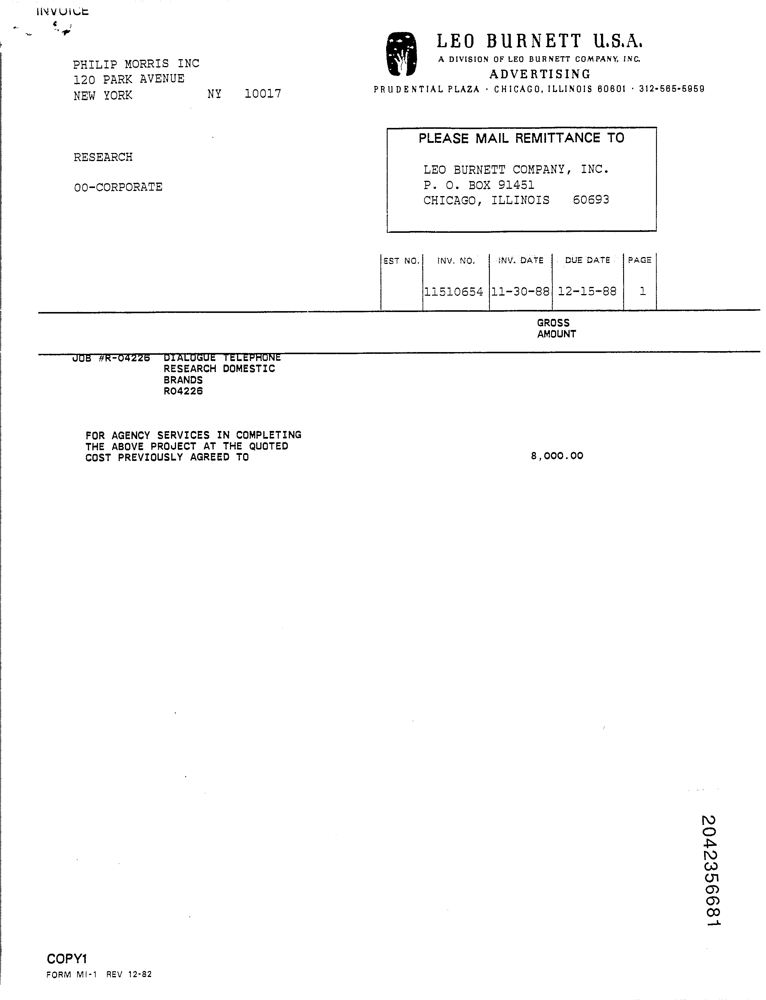 INVOICE
LEO BURNETT U.S.A.
A DIVISION OF LEO BURNETT COMPANY, INC.
ADVERTISING
PRUDENTIAL PLAZA · CHICAGO, ILLINOIS 60601 · 312-565-5959
PHILIP MORRIS INC
120 PARK AVENUE
NEW YORK NY 10017
PLEASE MAIL REMITTANCE TO
LEO BURNETT COMPANY, INC.
P. O. BOX 91451
CHICAGO, ILLINOIS 60693
RESEARCH
00-CORPORATE
EST NO. INV. NO. INV. DATE DUE DATE PAGE
11510654 11-30-88 12-15-88 1
GROSS
AMOUNT
JOB #R-04226 DIALOGUE TELEPHONE
RESEARCH DOMESTIC
BRANDS
R04226
FOR AGENCY SERVICES IN COMPLETING
THE ABOVE PROJECT AT THE QUOTED
COST PREVIOUSLY AGREED TO 8,000.00
2042356681
COPY1
FORM MI-1 REV 12-82